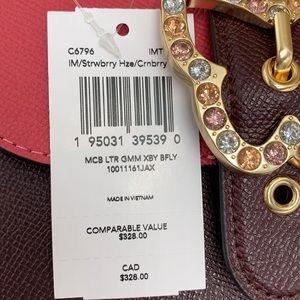 C6796 IMT
IM/Strwbrry Hze/Crnbrry
1 95031 39539 0
MCB LTR GMM XBY BFLY
10011161JAX
MADE IN VIETNAM
COMPARABLE VALUE
$328.00
CAD
$328.00